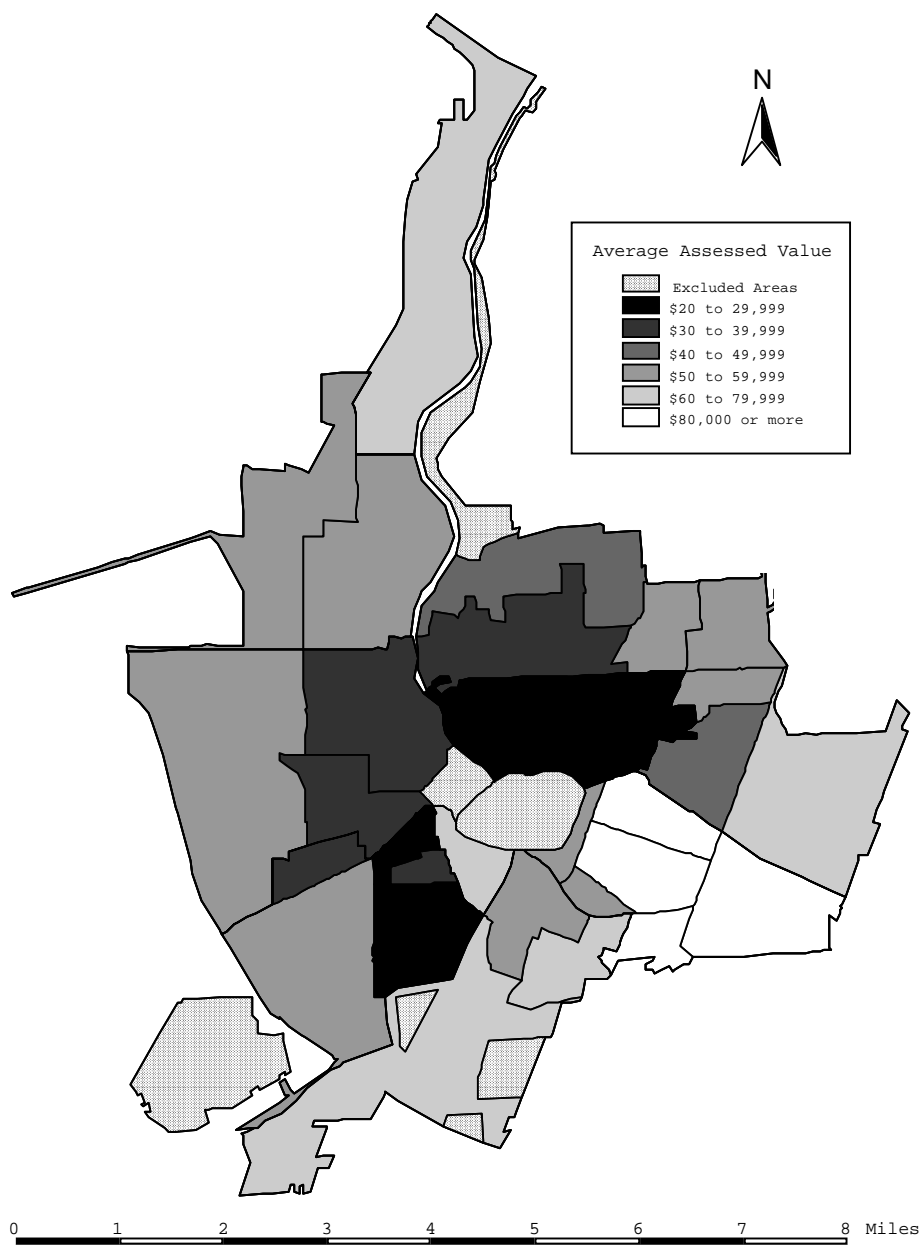 N
Average Assessed Value
Excluded Areas
$20 to 29,999
$30 to 39,999
$40 to 49,999
$50 to 59,999
$60 to 79,999
$80,000 or more
0 1 2 3 4 5 6 7 8 Miles